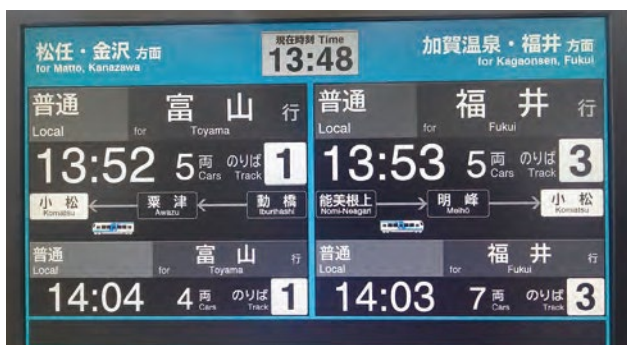 松任・金沢 方面
for Matto, Kanazawa
現在時刻 Time
13:48
加賀温泉・福井 方面
for Kagaonsen, Fukui
普通 富山 行
Local for Toyama
13:52 5両 のりば 1
Cars Track
小松 粟津 動橋
Komatsu Awazu Iburihashi
普通 富山 行
Local for Toyama
14:04 4両 のりば 1
Cars Track
普通 福井 行
Local for Fukui
13:53 5両 のりば 3
Cars Track
能美根上 明峰 小松
Nomi-Neagari Meihō Komatsu
普通 福井 行
Local for Fukui
14:03 7両 のりば 3
Cars Track